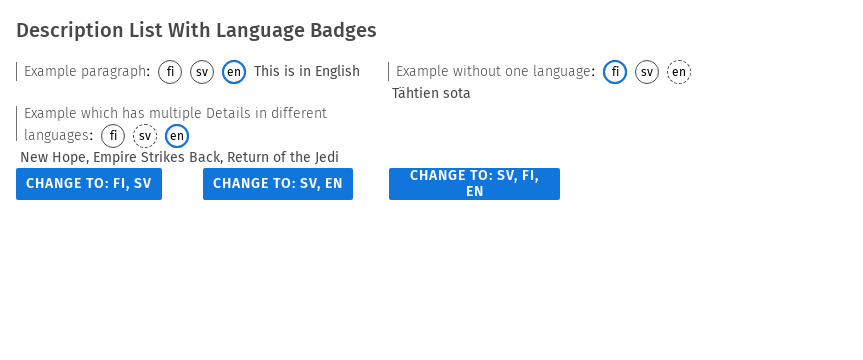 Description List With Language Badges
Example paragraph: fi sv en This is in English
Example without one language: fi sv en
Tähtien sota
Example which has multiple Details in different
languages: fi sv en
New Hope, Empire Strikes Back, Return of the Jedi
CHANGE TO: FI, SV
CHANGE TO: SV, EN
CHANGE TO: SV, FI,
EN